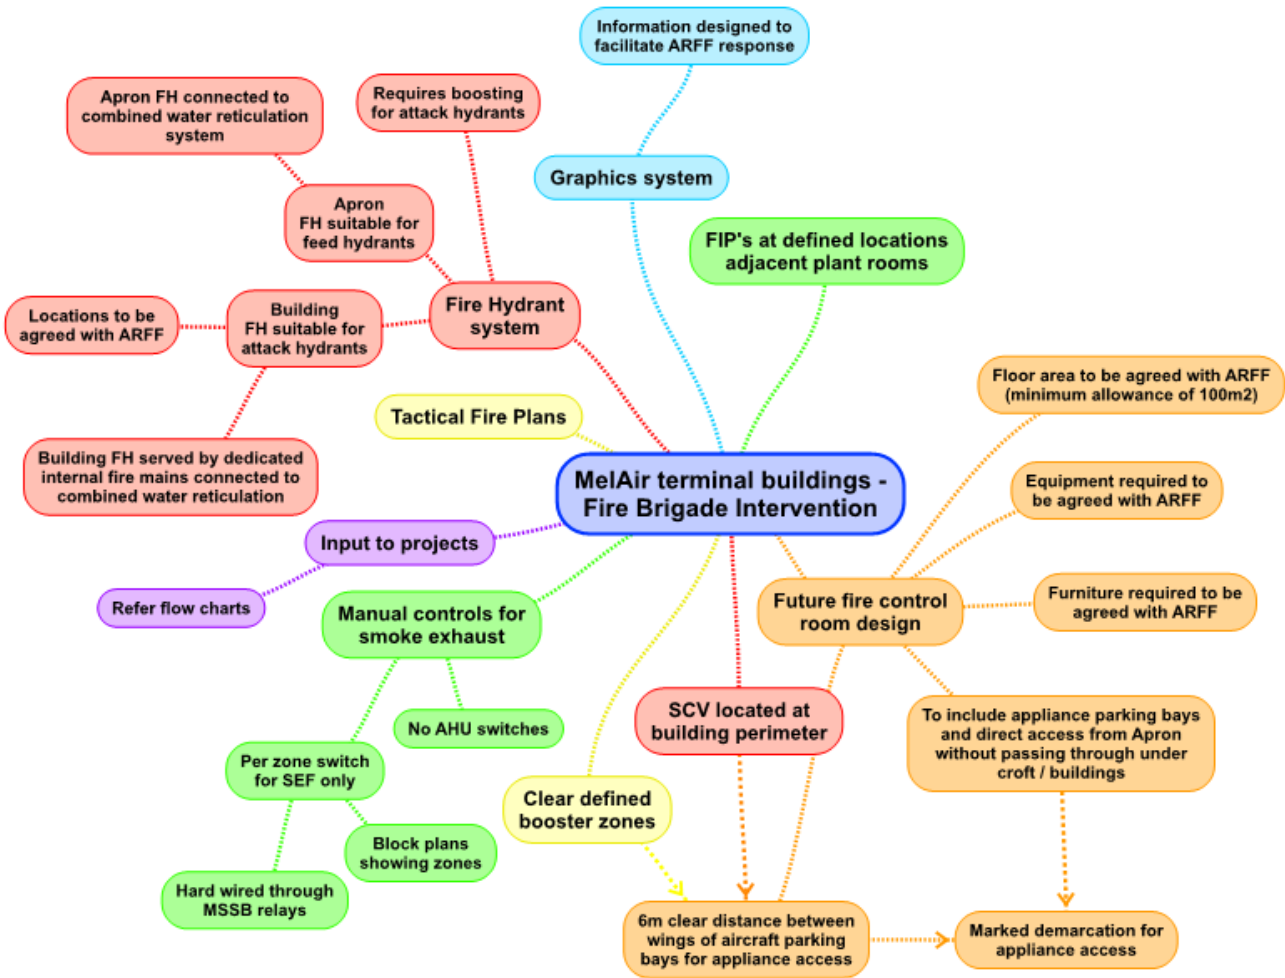 Information designed to
facilitate ARFF response
Apron FH connected to
combined water reticulation
system
Requires boosting
for attack hydrants
Graphics system
Apron
FH suitable for
feed hydrants
FIP's at defined locations
adjacent plant rooms
Fire Hydrant
system
Locations to be
agreed with ARFF
Building
FH suitable for
attack hydrants
Floor area to be agreed with ARFF
(minimum allowance of 100m2)
Tactical Fire Plans
Building FH served by dedicated
internal fire mains connected to
combined water reticulation
MelAir terminal buildings -
Fire Brigade Intervention
Equipment required to
be agreed with ARFF
Input to projects
Refer flow charts
Manual controls for
smoke exhaust
Future fire control
room design
Furniture required to be
agreed with ARFF
No AHU switches
SCV located at
building perimeter
To include appliance parking bays
and direct access from Apron
without passing through under
croft / buildings
Per zone switch
for SEF only
Clear defined
booster zones
Block plans
showing zones
Hard wired through
MSSB relays
6m clear distance between
wings of aircraft parking
bays for appliance access
Marked demarcation for
appliance access